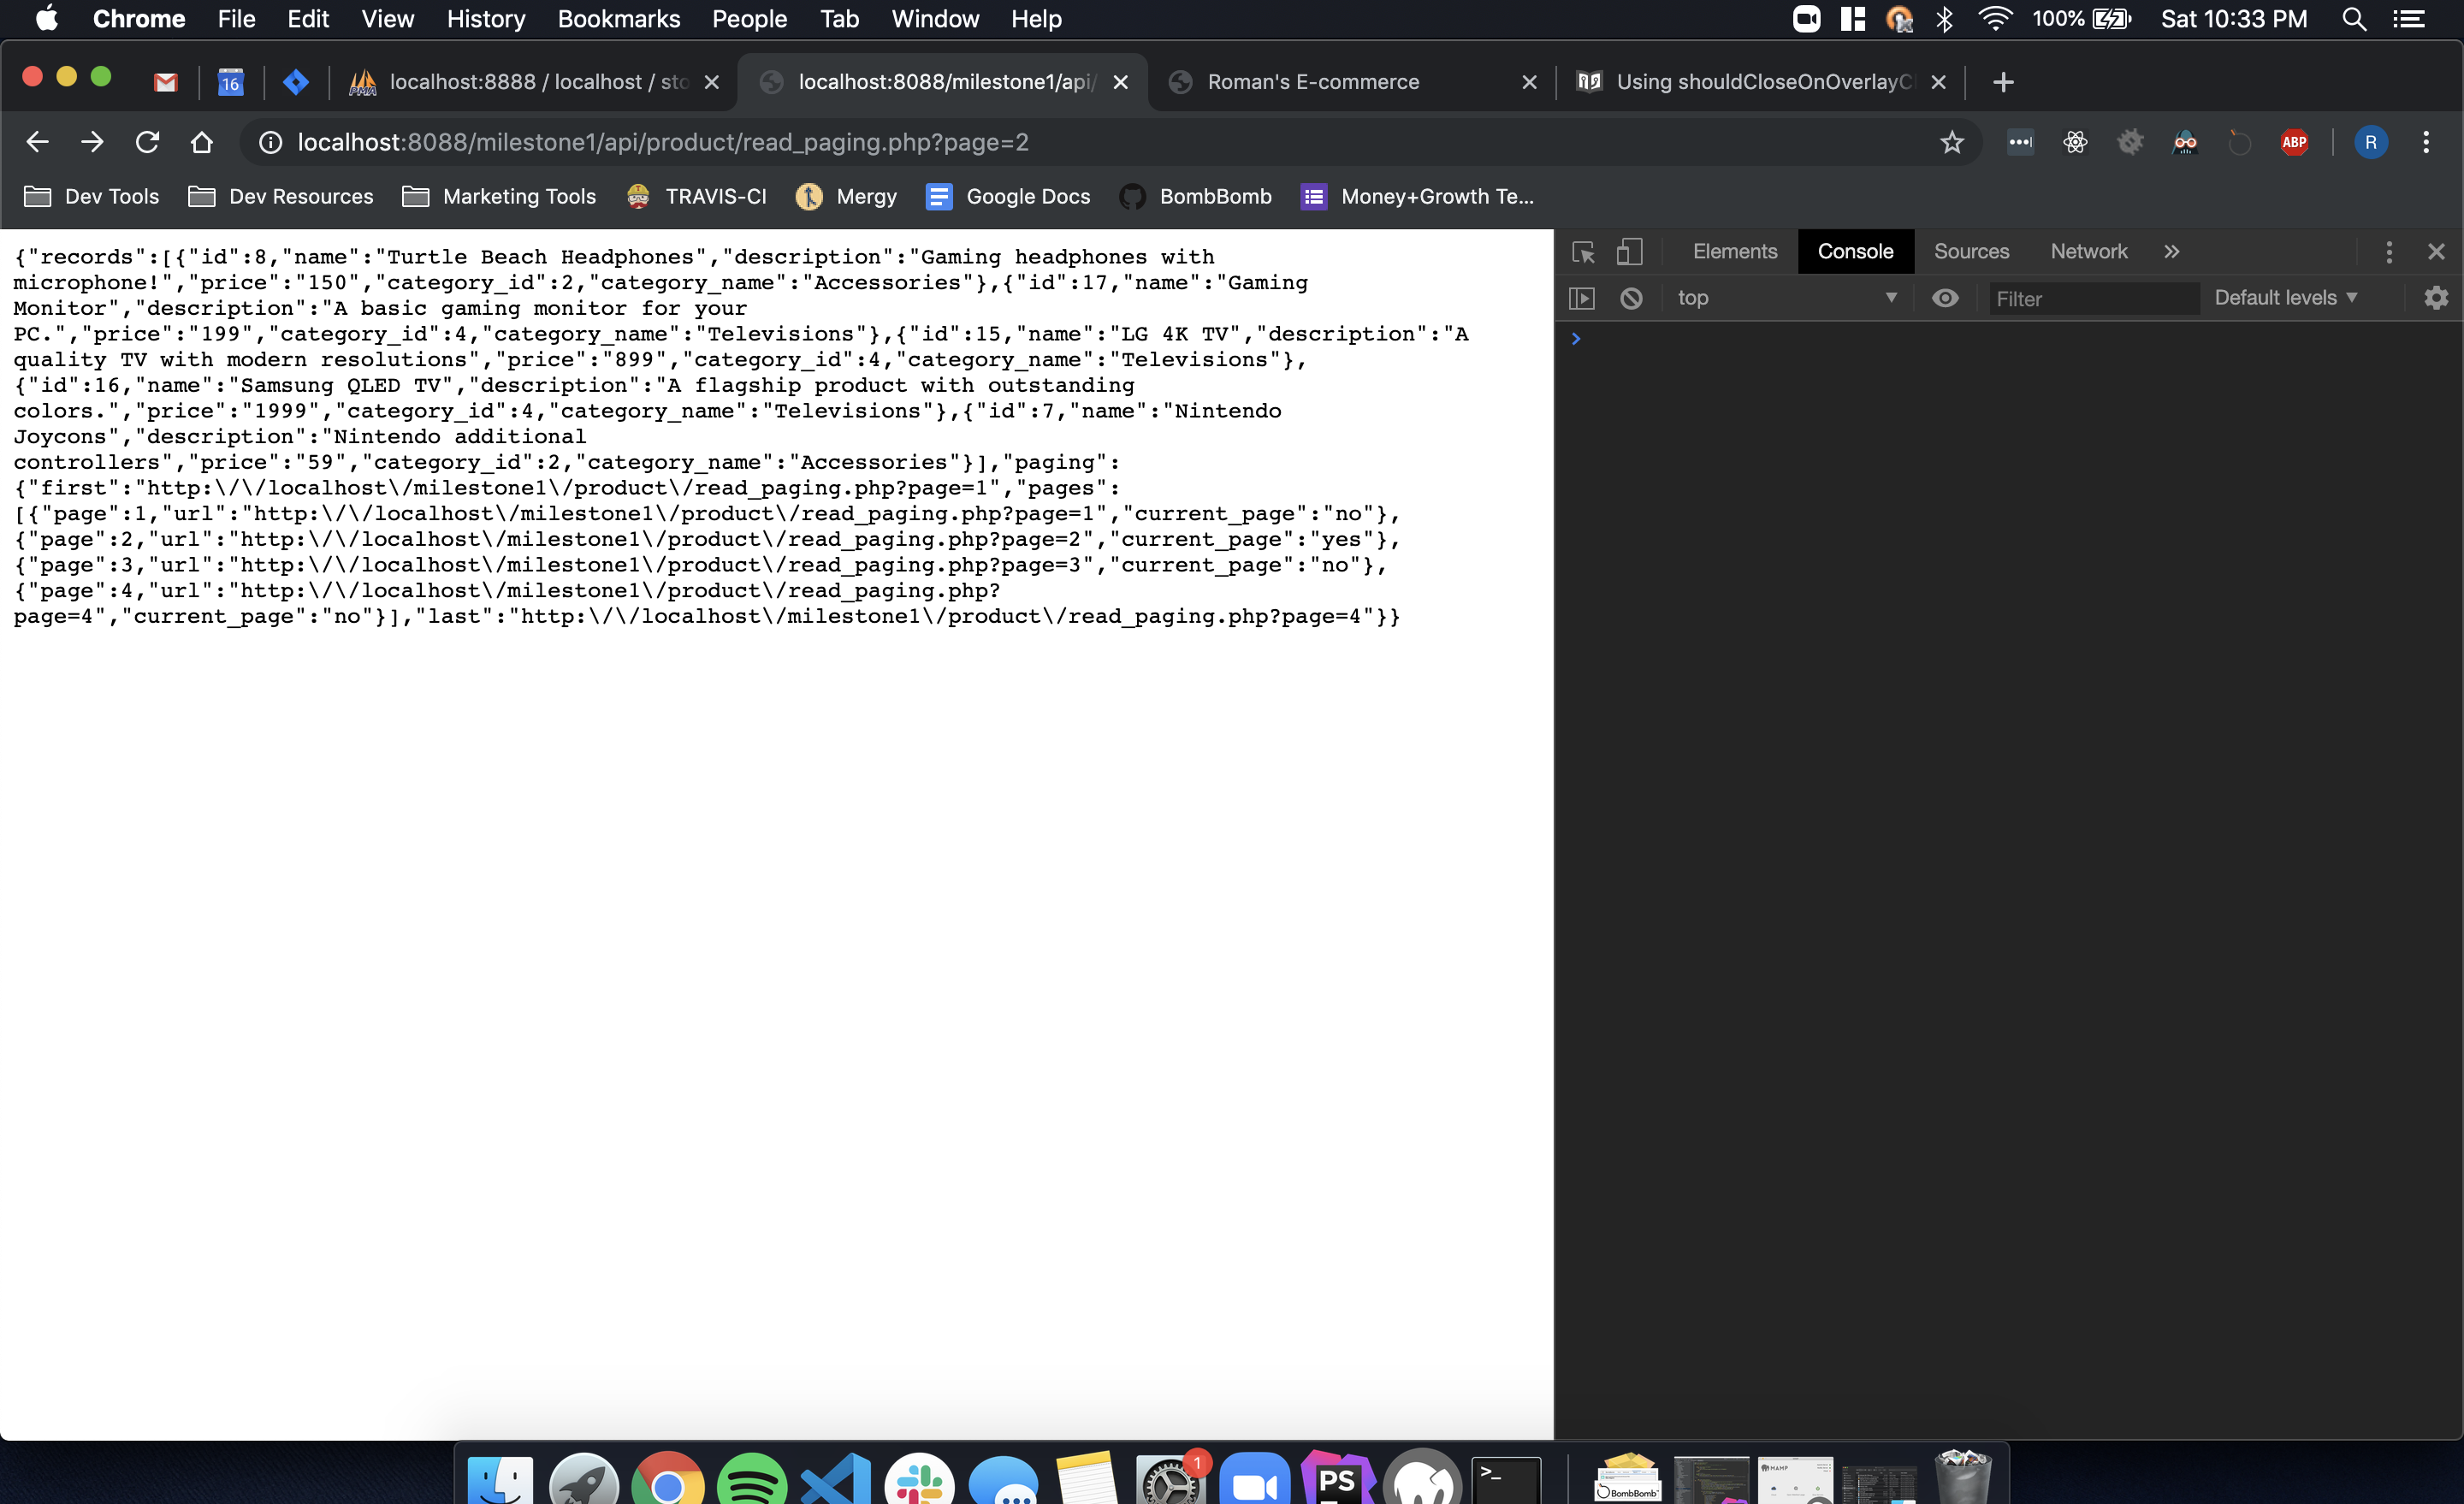 Chrome File Edit View History Bookmarks People Tab Window Help 100% Sat 10:33 PM
16 PMA localhost:8888 / localhost / sto localhost:8088/milestone1/api/ Roman's E-commerce Using shouldCloseOnOverlayC
localhost:8088/milestone1/api/product/read_paging.php?page=2 ABP R
Dev Tools Dev Resources Marketing Tools TRAVIS-CI Mergy Google Docs BombBomb Money+Growth Te...
Elements Console Sources Network
top Filter Default levels
{"records":[{"id":8,"name":"Turtle Beach Headphones","description":"Gaming headphones with
microphone!","price":"150","category_id":2,"category_name":"Accessories"},{"id":17,"name":"Gaming
Monitor","description":"A basic gaming monitor for your
PC.","price":"199","category_id":4,"category_name":"Televisions"},{"id":15,"name":"LG 4K TV","description":"A
quality TV with modern resolutions","price":"899","category_id":4,"category_name":"Televisions"},
{"id":16,"name":"Samsung QLED TV","description":"A flagship product with outstanding
colors.","price":"1999","category_id":4,"category_name":"Televisions"},{"id":7,"name":"Nintendo
Joycons","description":"Nintendo additional
controllers","price":"59","category_id":2,"category_name":"Accessories"}],"paging":
{"first":"http:\/\/localhost\/milestone1\/product\/read_paging.php?page=1","pages":
[{"page":1,"url":"http:\/\/localhost\/milestone1\/product\/read_paging.php?page=1","current_page":"no"},
{"page":2,"url":"http:\/\/localhost\/milestone1\/product\/read_paging.php?page=2","current_page":"yes"},
{"page":3,"url":"http:\/\/localhost\/milestone1\/product\/read_paging.php?page=3","current_page":"no"},
{"page":4,"url":"http:\/\/localhost\/milestone1\/product\/read_paging.php?
page=4","current_page":"no"}],"last":"http:\/\/localhost\/milestone1\/product\/read_paging.php?page=4"}}
1
PS >_ BombBomb MAMP